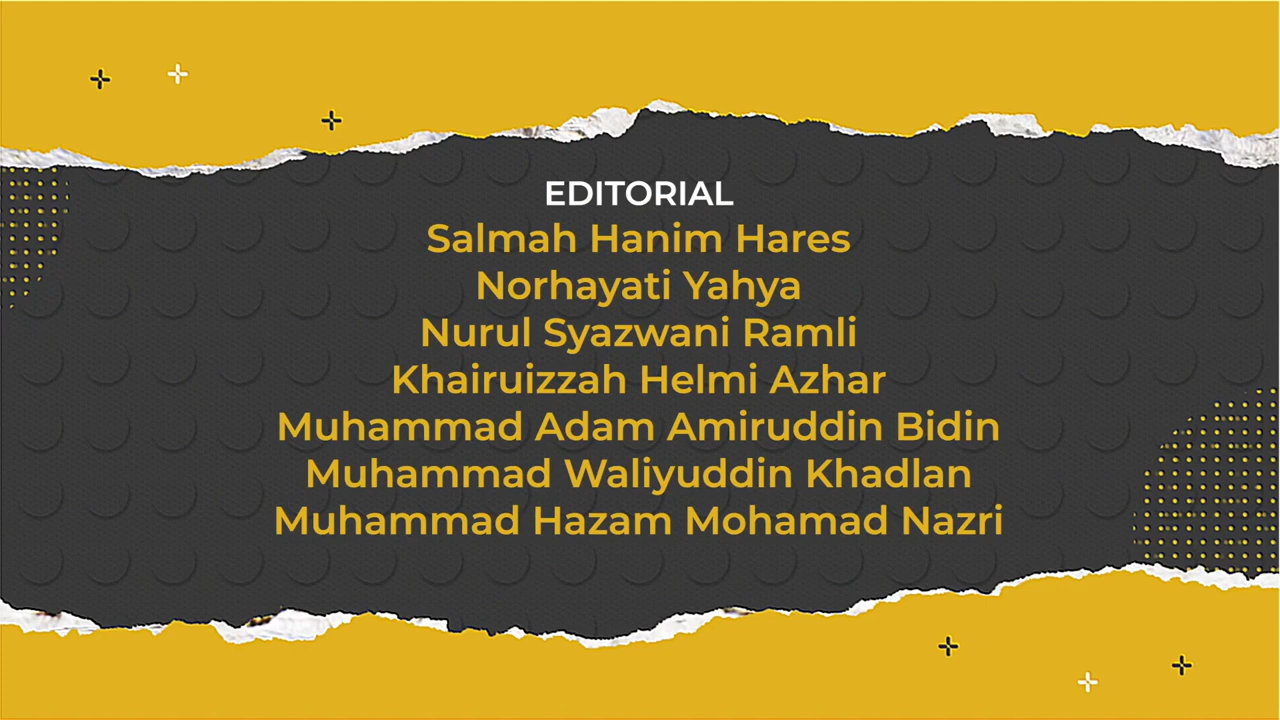 EDITORIAL
Salmah Hanim Hares
Norhayati Yahya
Nurul Syazwani Ramli
Khairuizzah Helmi Azhar
Muhammad Adam Amiruddin Bidin
Muhammad Waliyuddin Khadlan
Muhammad Hazam Mohamad Nazri